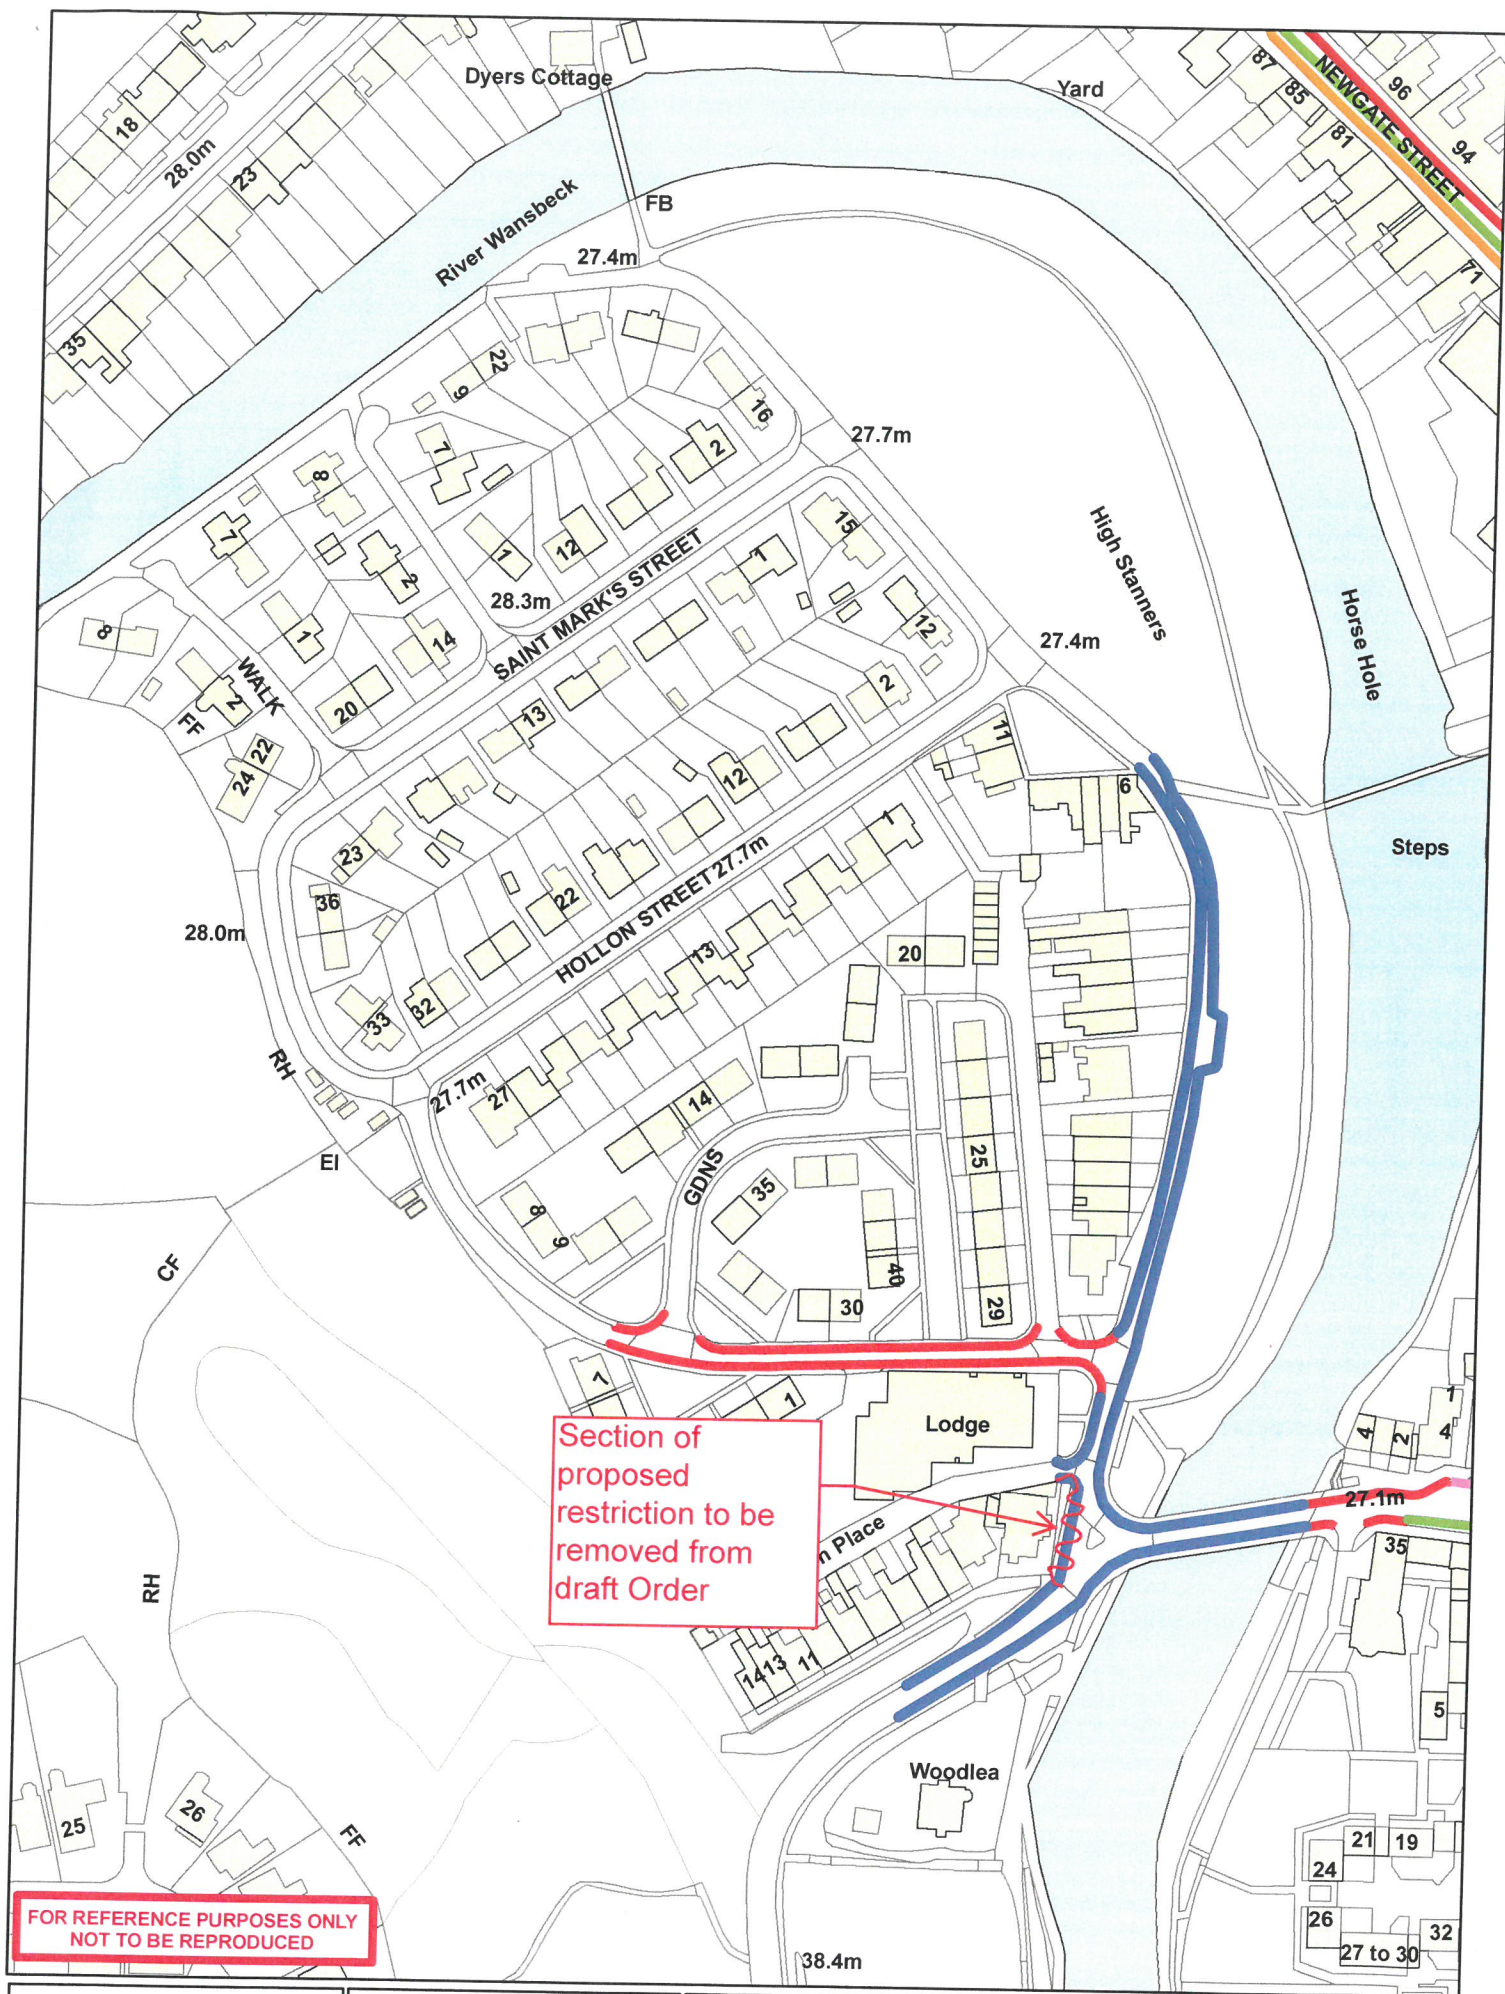 Dyers Cottage
Yard
87
85
81
96
94
71
NEWGATE STREET
18
28.0m
23
35
River Wansbeck
FB
27.4m
22
9
16
7
2
27.7m
8
7
1
12
15
2
28.3m
SAINT MARK'S STREET
1
High Stanners
Horse Hole
8
1
14
12
27.4m
WALK
2
FF
20
2
13
22
24
11
12
6
Steps
23
1
36
22
HOLLON STREET
27.7m
28.0m
13
20
32
33
RH
27.7m
27
14
EI
GDNS
25
35
8
9
CF
40
30
29
7
1
Lodge
Section of
proposed
restriction to be
removed from
draft Order
n Place
1
4
2
4
27.1m
35
RH
14
13
11
5
Woodlea
25
26
FF
21
19
24
26
32
27 to 30
38.4m
FOR REFERENCE PURPOSES ONLY
NOT TO BE REPRODUCED